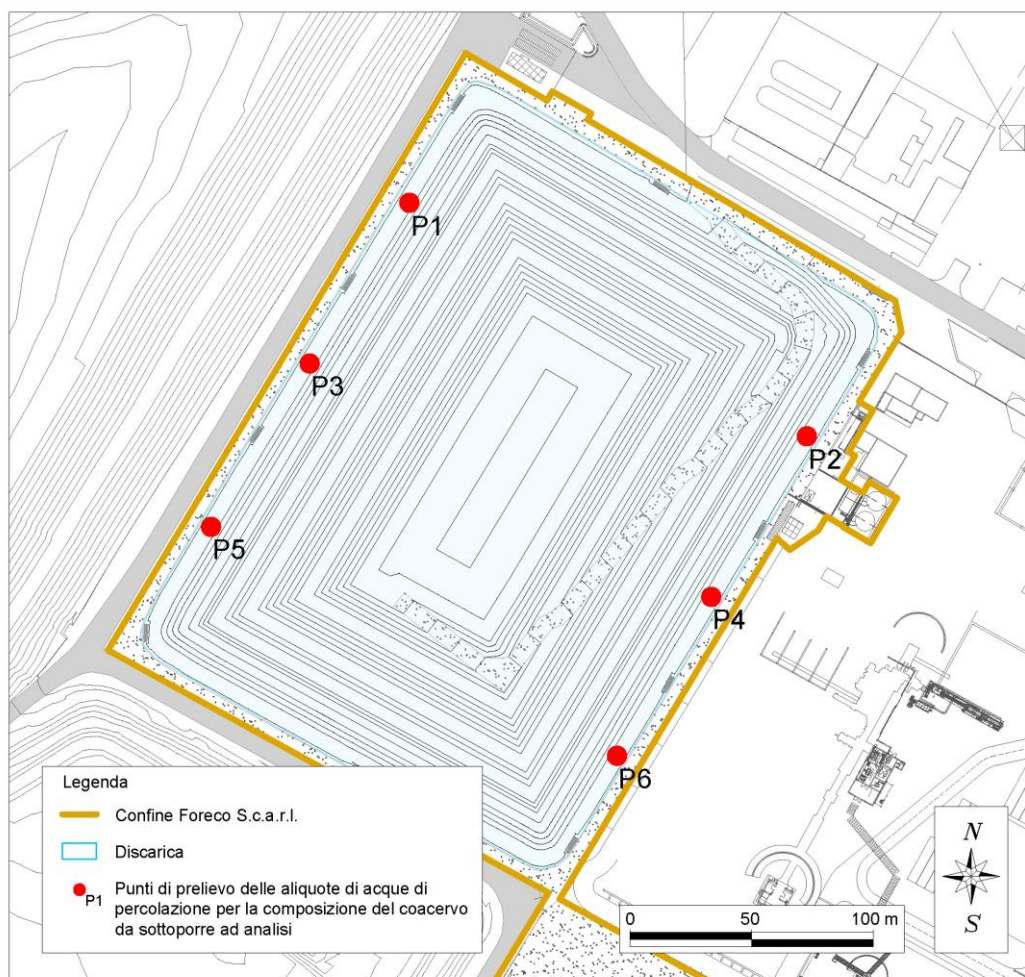 P1
P3
P2
P5
P4
P6
Legenda
Confine Foreco S.c.a.r.l.
Discarica
P1
Punti di prelievo delle aliquote di acque di
percolazione per la composizione del coacervo
da sottoporre ad analisi
0 50 100 m
N
S